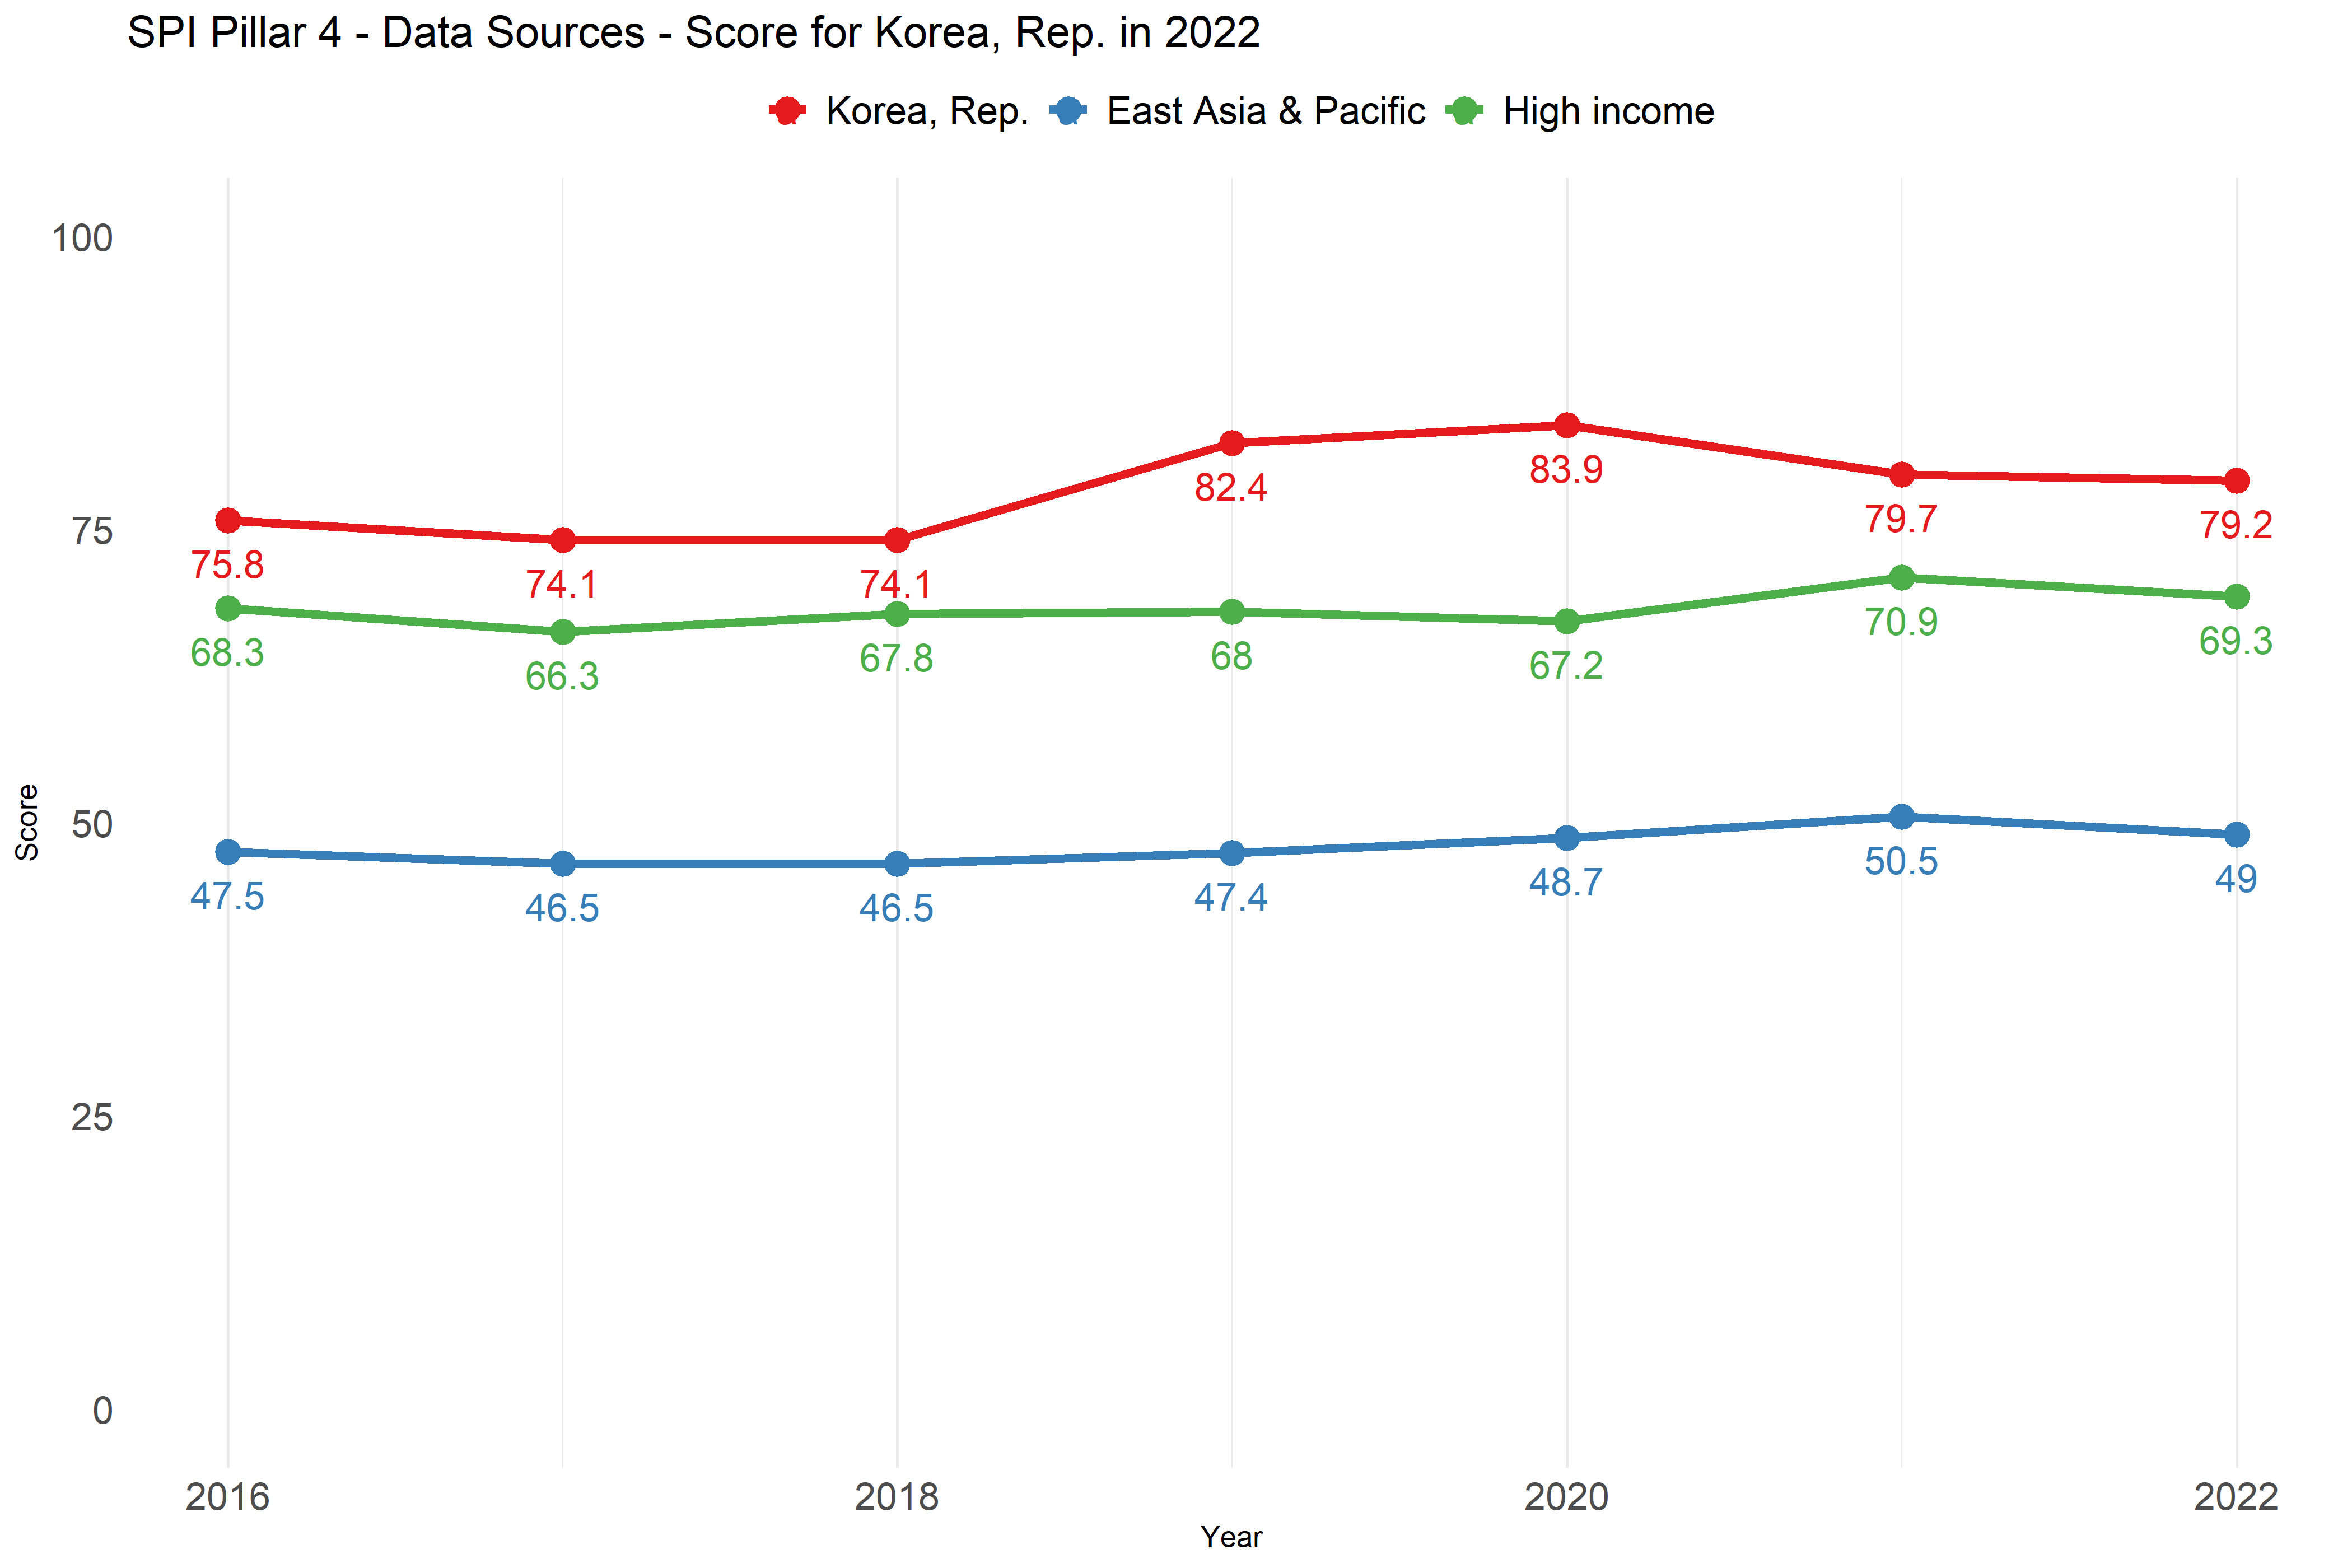 SPI Pillar 4 - Data Sources - Score for Korea, Rep. in 2022
Korea, Rep. East Asia & Pacific High income
100
75
50
25
0
Score
75.8 74.1 74.1 82.4 83.9 79.7 79.2
68.3 66.3 67.8 68 67.2 70.9 69.3
47.5 46.5 46.5 47.4 48.7 50.5 49
2016 2018 2020 2022
Year